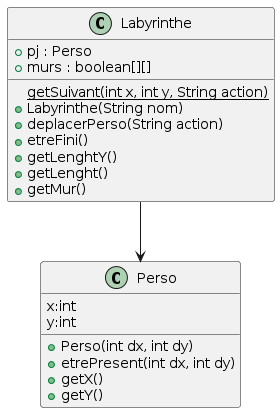 C Labyrinthe
pj : Perso
murs : boolean[][]
getSuivant(int x, int y, String action)
Labyrinthe(String nom)
deplacerPerso(String action)
etreFini()
getLenghtY()
getLenght()
getMur()
C Perso
x:int
y:int
Perso(int dx, int dy)
etrePresent(int dx, int dy)
getX()
getY()